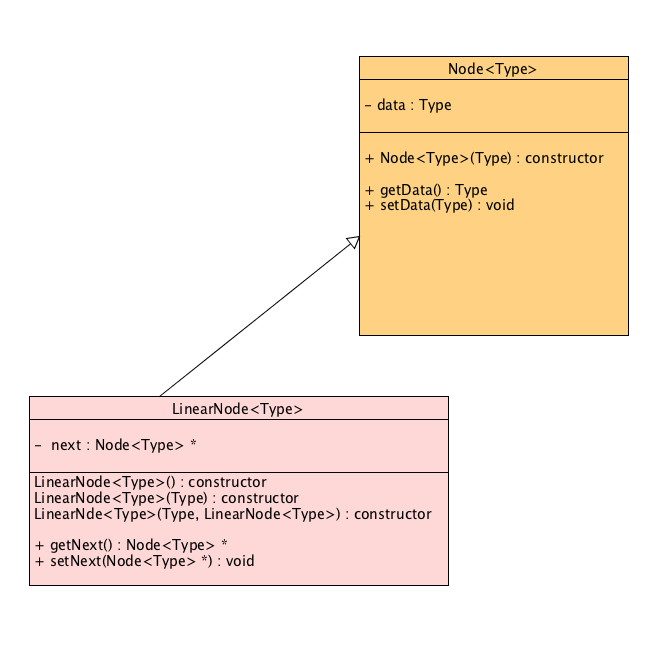 Node<Type>
- data : Type
+ Node<Type>(Type) : constructor
+ getData() : Type
+ setData(Type) : void
LinearNode<Type>
- next : Node<Type> *
LinearNode<Type>() : constructor
LinearNode<Type>(Type) : constructor
LinearNde<Type>(Type, LinearNode<Type>) : constructor
+ getNext() : Node<Type> *
+ setNext(Node<Type> *) : void